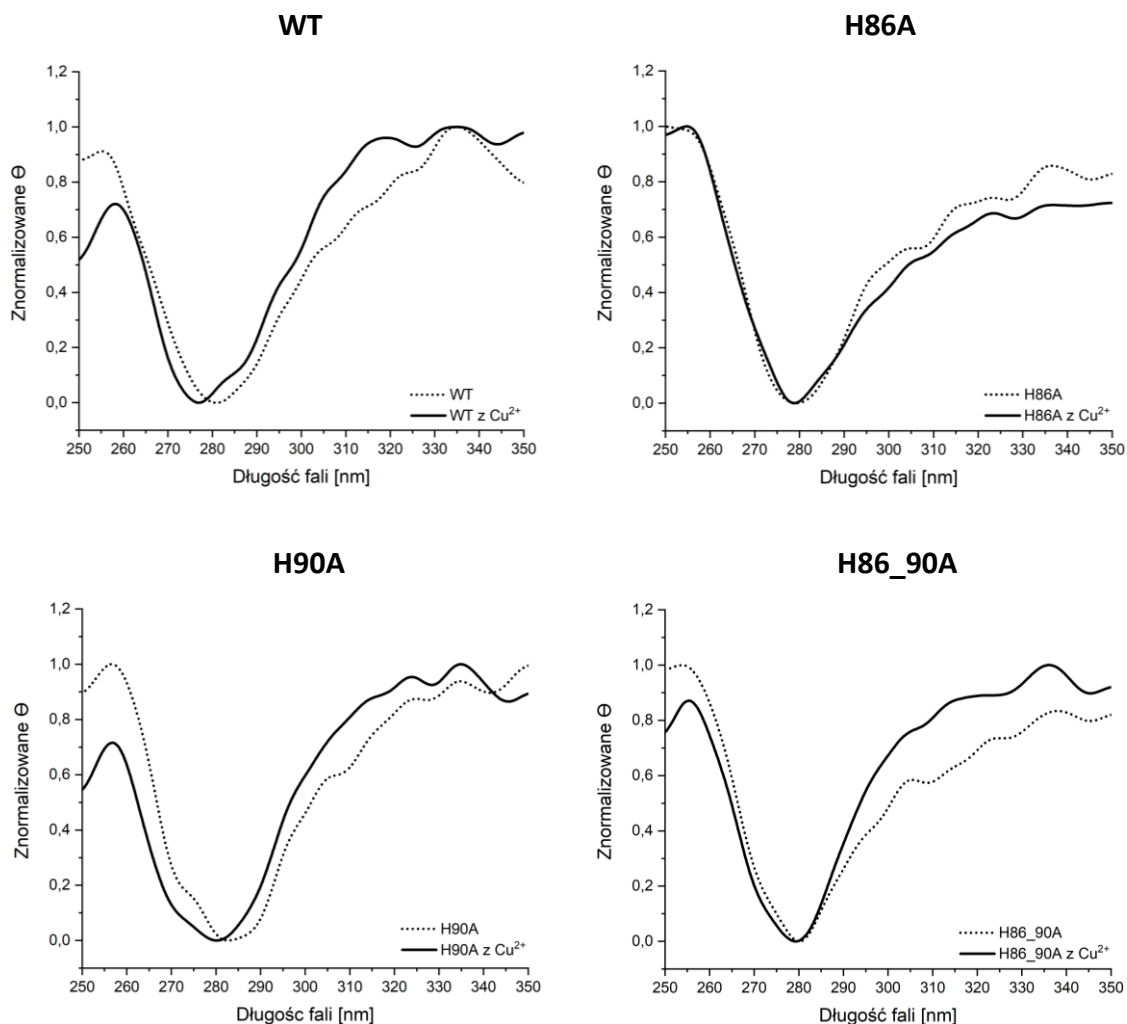 WT
1,2
1,0
0,8
0,6
0,4
0,2
0,0
Znormalizowane Θ
250 260 270 280 290 300 310 320 330 340 350
Długość fali [nm]
WT
WT z Cu²⁺
H86A
1,2
1,0
0,8
0,6
0,4
0,2
0,0
Znormalizowane Θ
250 260 270 280 290 300 310 320 330 340 350
Długość fali [nm]
H86A
H86A z Cu²⁺
H90A
1,2
1,0
0,8
0,6
0,4
0,2
0,0
Znormalizowane Θ
250 260 270 280 290 300 310 320 330 340 350
Długość fali [nm]
H90A
H90A z Cu²⁺
H86_90A
1,2
1,0
0,8
0,6
0,4
0,2
0,0
Znormalizowane Θ
250 260 270 280 290 300 310 320 330 340 350
Długość fali [nm]
H86_90A
H86_90A z Cu²⁺